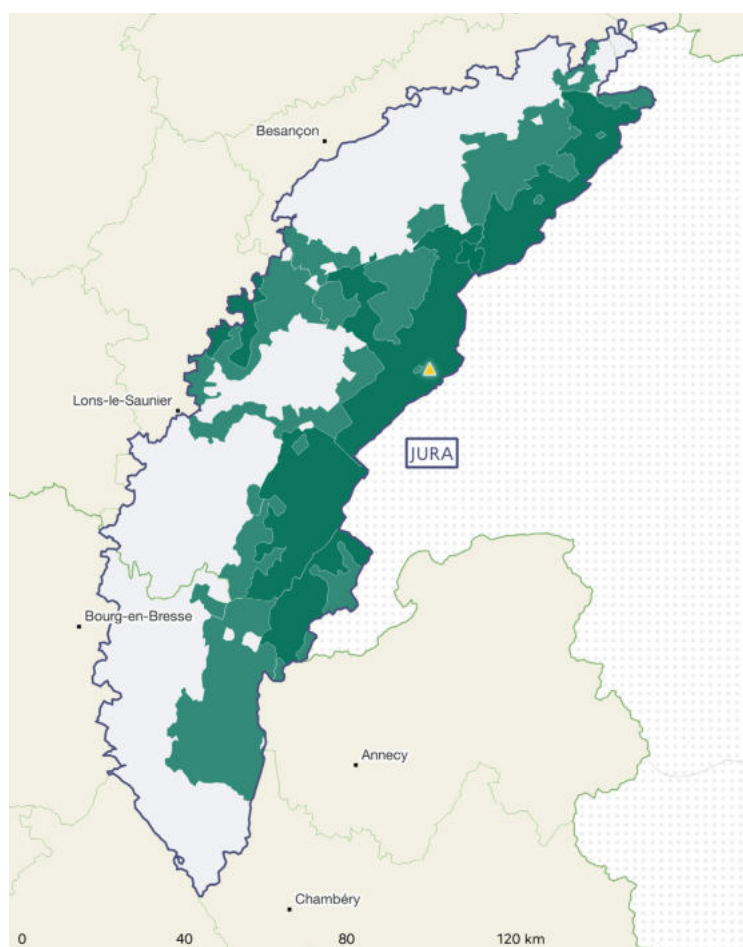 Besançon
Lons-le-Saunier
JURA
Bourg-en-Bresse
Annecy
Chambéry
0 40 80 120 km